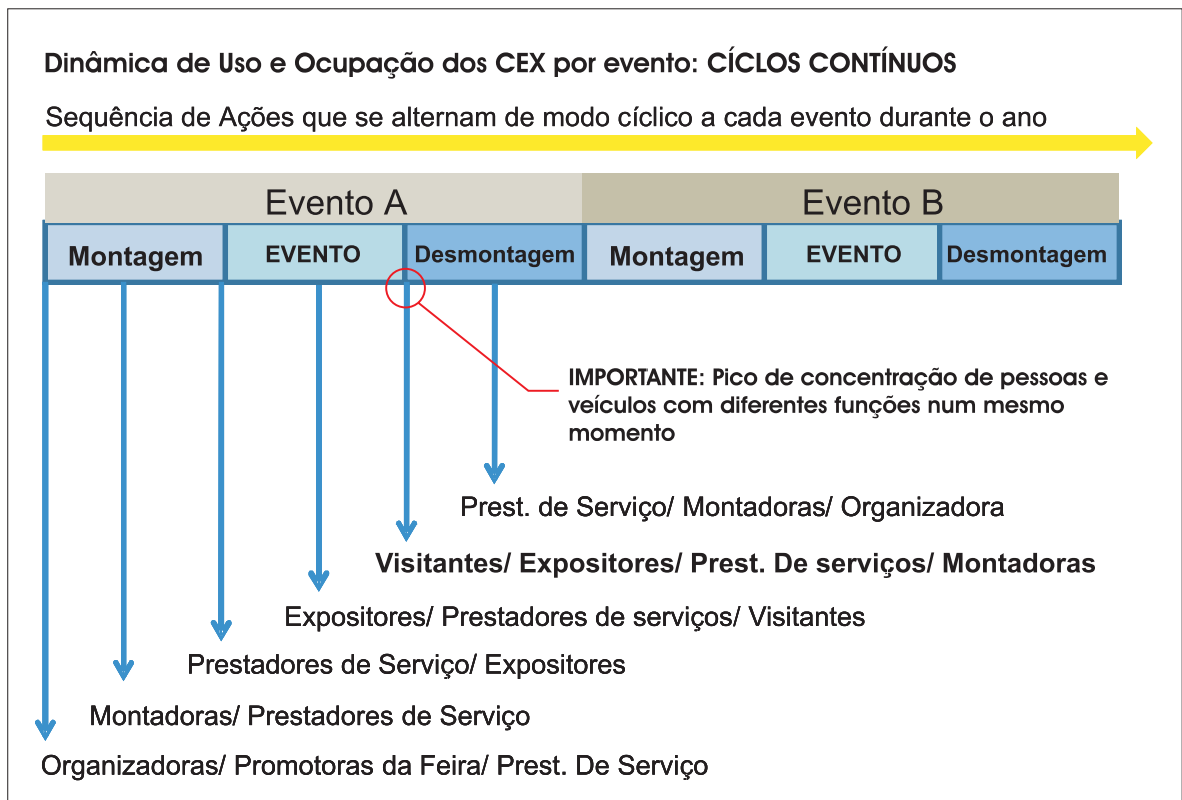 Dinâmica de Uso e Ocupação dos CEX por evento: CÍCLOS CONTÍNUOS
Sequência de Ações que se alternam de modo cíclico a cada evento durante o ano
Evento A
Evento B
Montagem
EVENTO
Desmontagem
Montagem
EVENTO
Desmontagem
IMPORTANTE: Pico de concentração de pessoas e
veículos com diferentes funções num mesmo
momento
Prest. de Serviço/ Montadoras/ Organizadora
Visitantes/ Expositores/ Prest. De serviços/ Montadoras
Expositores/ Prestadores de serviços/ Visitantes
Prestadores de Serviço/ Expositores
Montadoras/ Prestadores de Serviço
Organizadoras/ Promotoras da Feira/ Prest. De Serviço